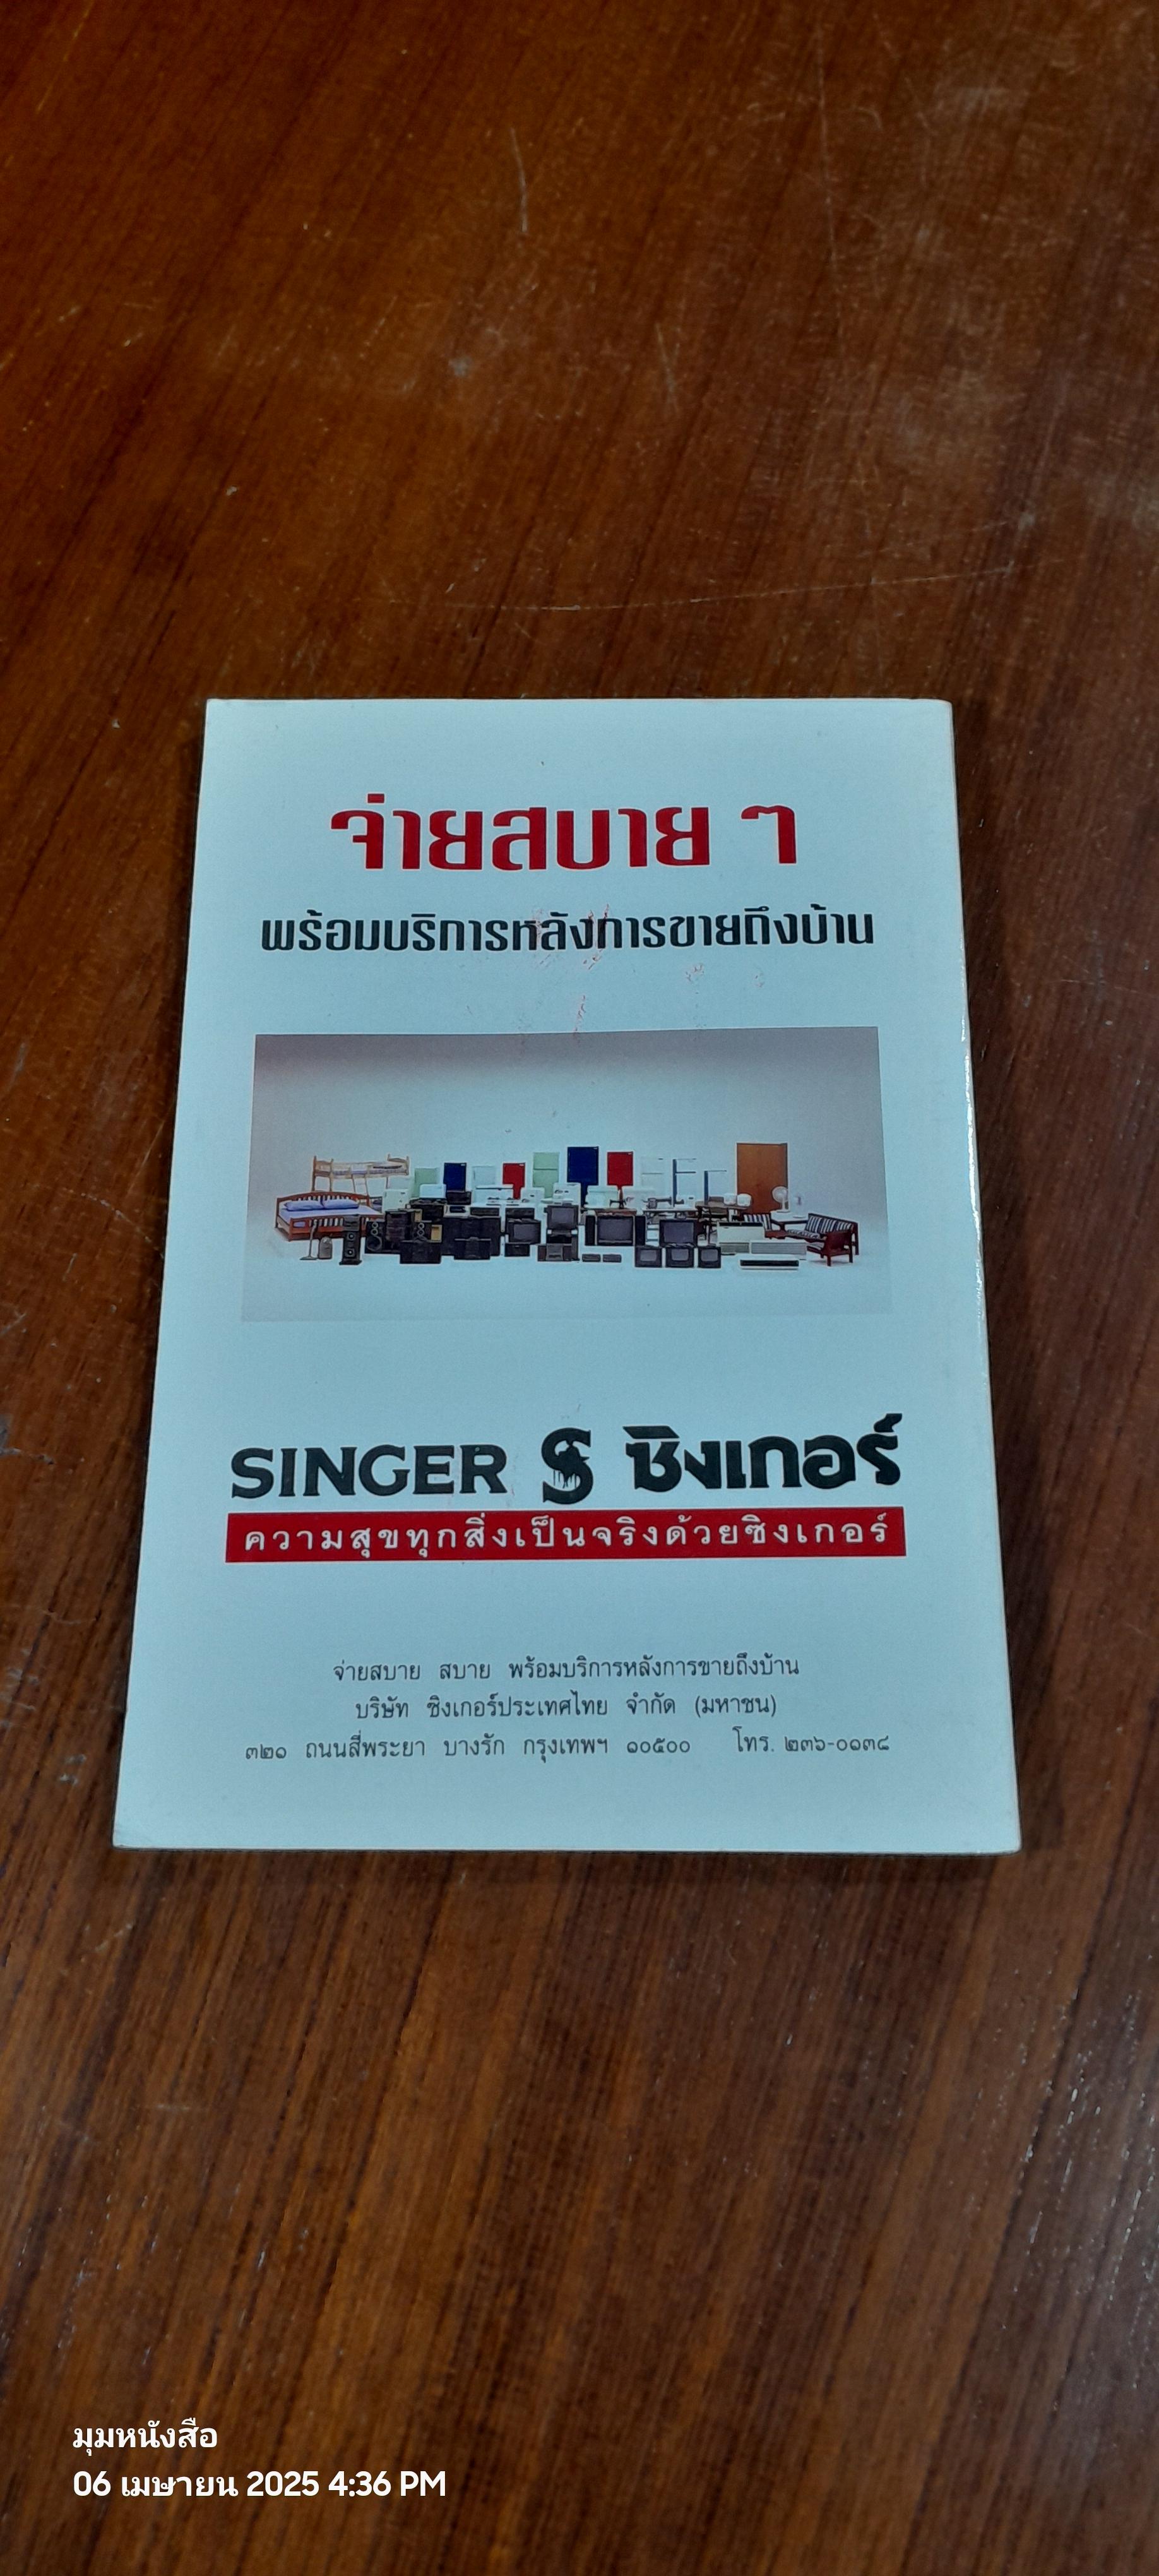 จ่ายสบาย ๆ
พร้อมบริการหลังการขายถึงบ้าน
SINGER S ซิงเกอร์
ความสุขทุกสิ่งเป็นจริงด้วยซิงเกอร์
จ่ายสบาย สบาย พร้อมบริการหลังการขายถึงบ้าน
บริษัท ซิงเกอร์ประเทศไทย จำกัด (มหาชน)
๓๒๑ ถนนสี่พระยา บางรัก กรุงเทพฯ ๑๐๕๐๐ โทร. ๒๓๖-๐๑๓๔
มุมหนังสือ
06 เมษายน 2025 4:36 PM